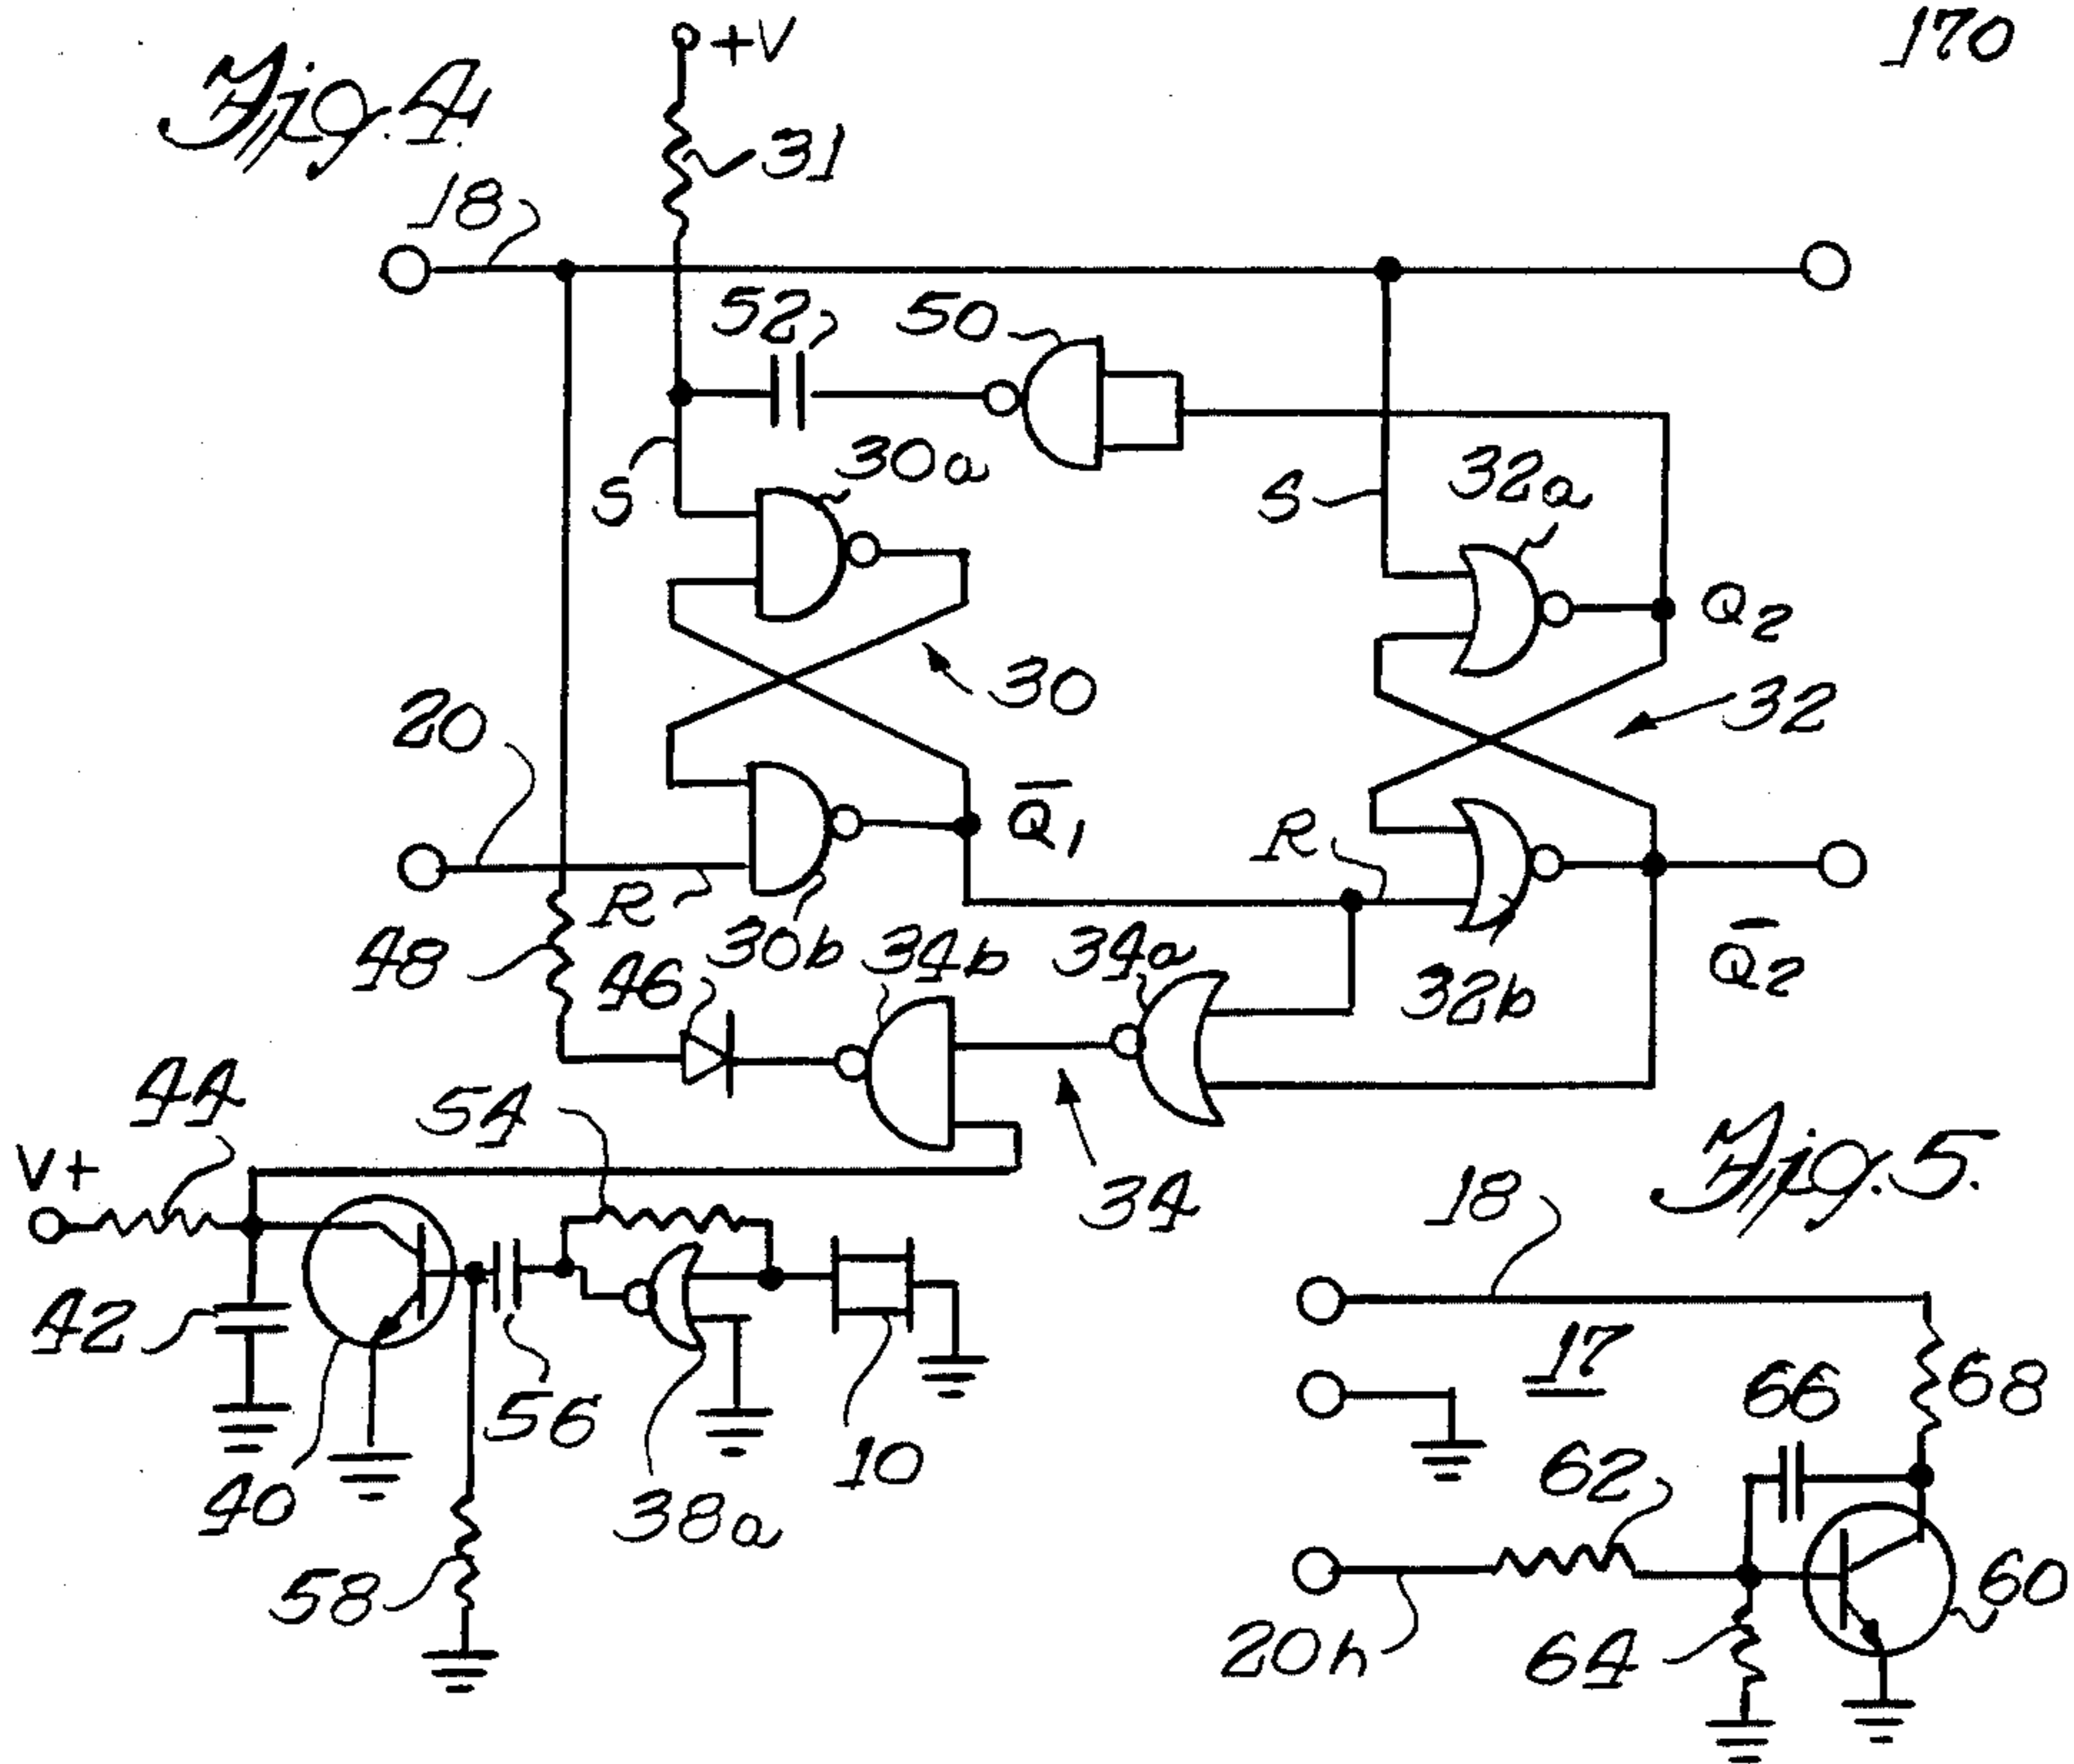 Fig. 4.
+V
170
31
18
52
50
30a
S
S
32a
Q2
30
32
20
Q̅1
R
R
48
30b
34b
34a
46
32b
Q̅2
44
54
V+
34
Fig. 5.
18
42
17
68
56
66
10
62
40
38a
60
58
20h
64